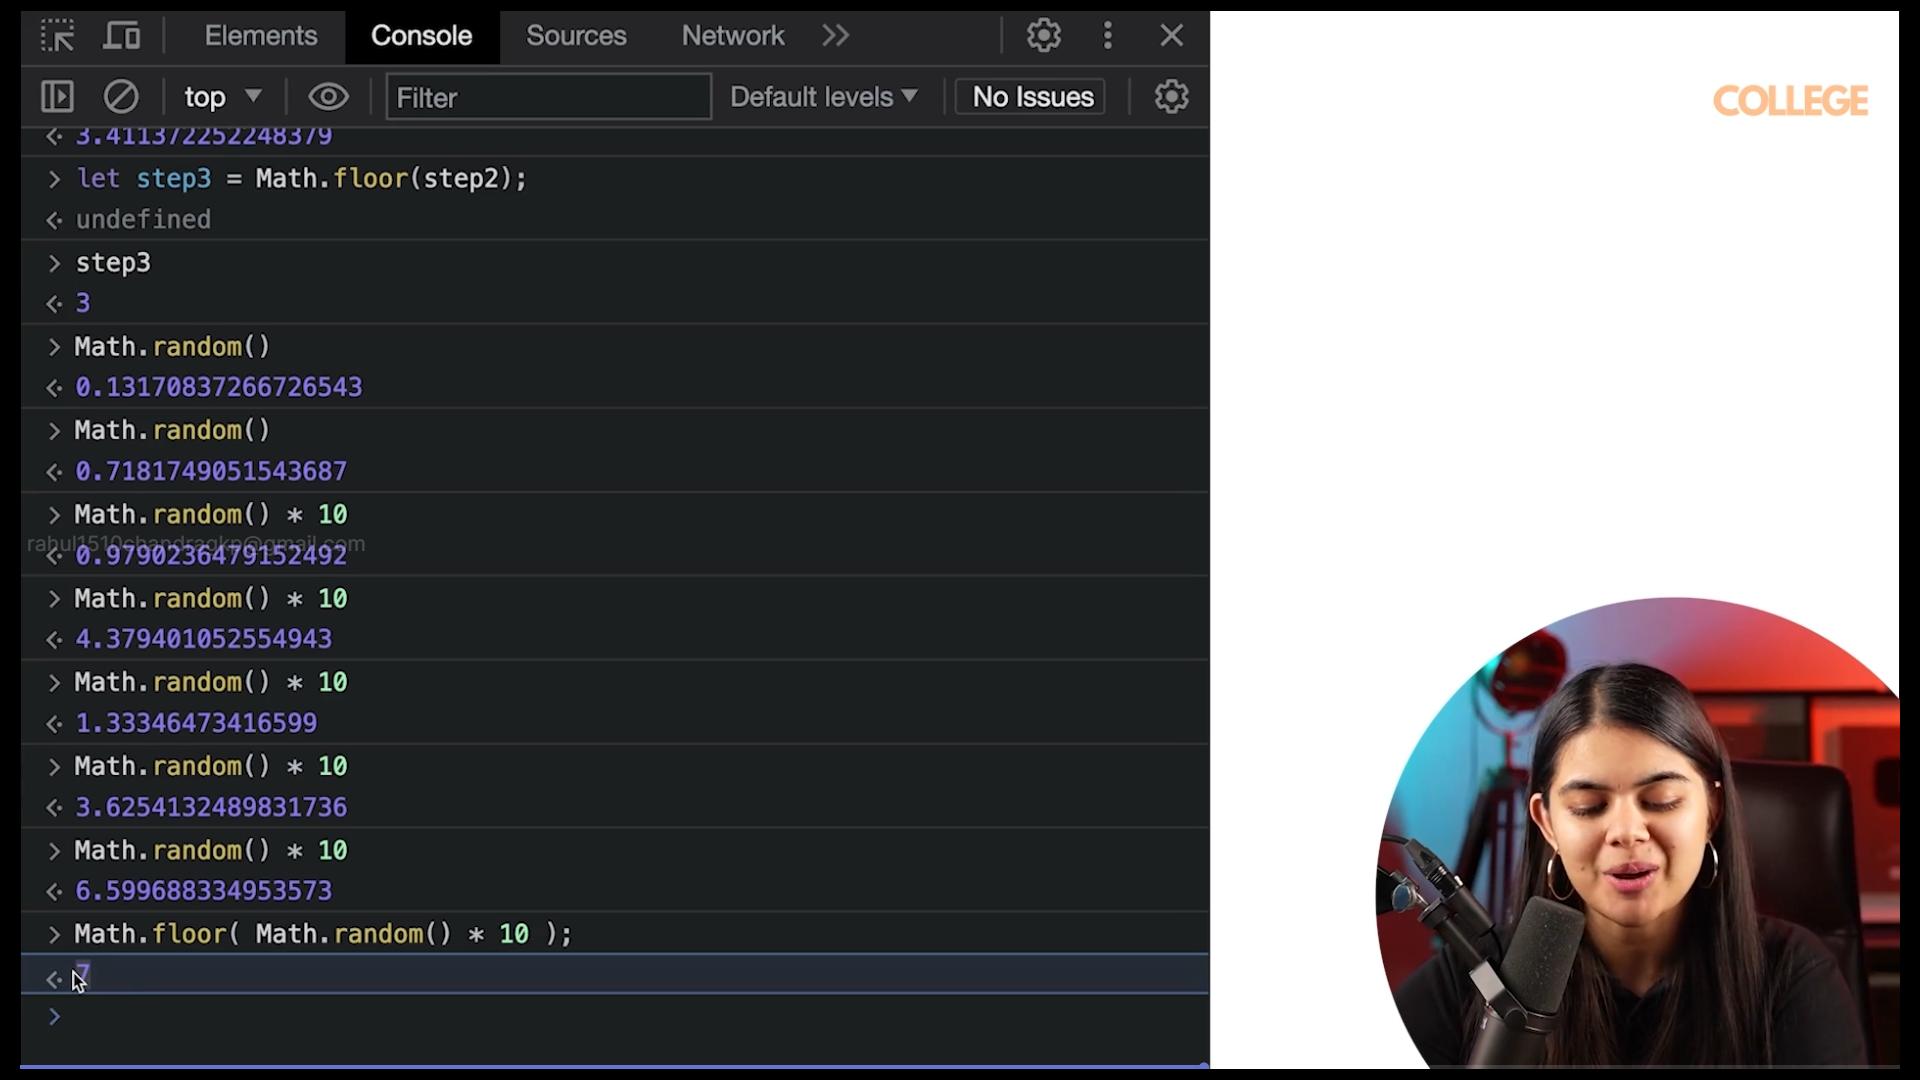 Elements Console Sources Network
top Filter Default levels No Issues
3.411372252248379
let step3 = Math.floor(step2);
undefined
step3
3
Math.random()
0.13170837266726543
Math.random()
0.7181749051543687
Math.random() * 10
rahul1510chandragkp@gmail.com
0.9790236479152492
Math.random() * 10
4.379401052554943
Math.random() * 10
1.33346473416599
Math.random() * 10
3.6254132489831736
Math.random() * 10
6.599688334953573
Math.floor( Math.random() * 10 );
7
COLLEGE